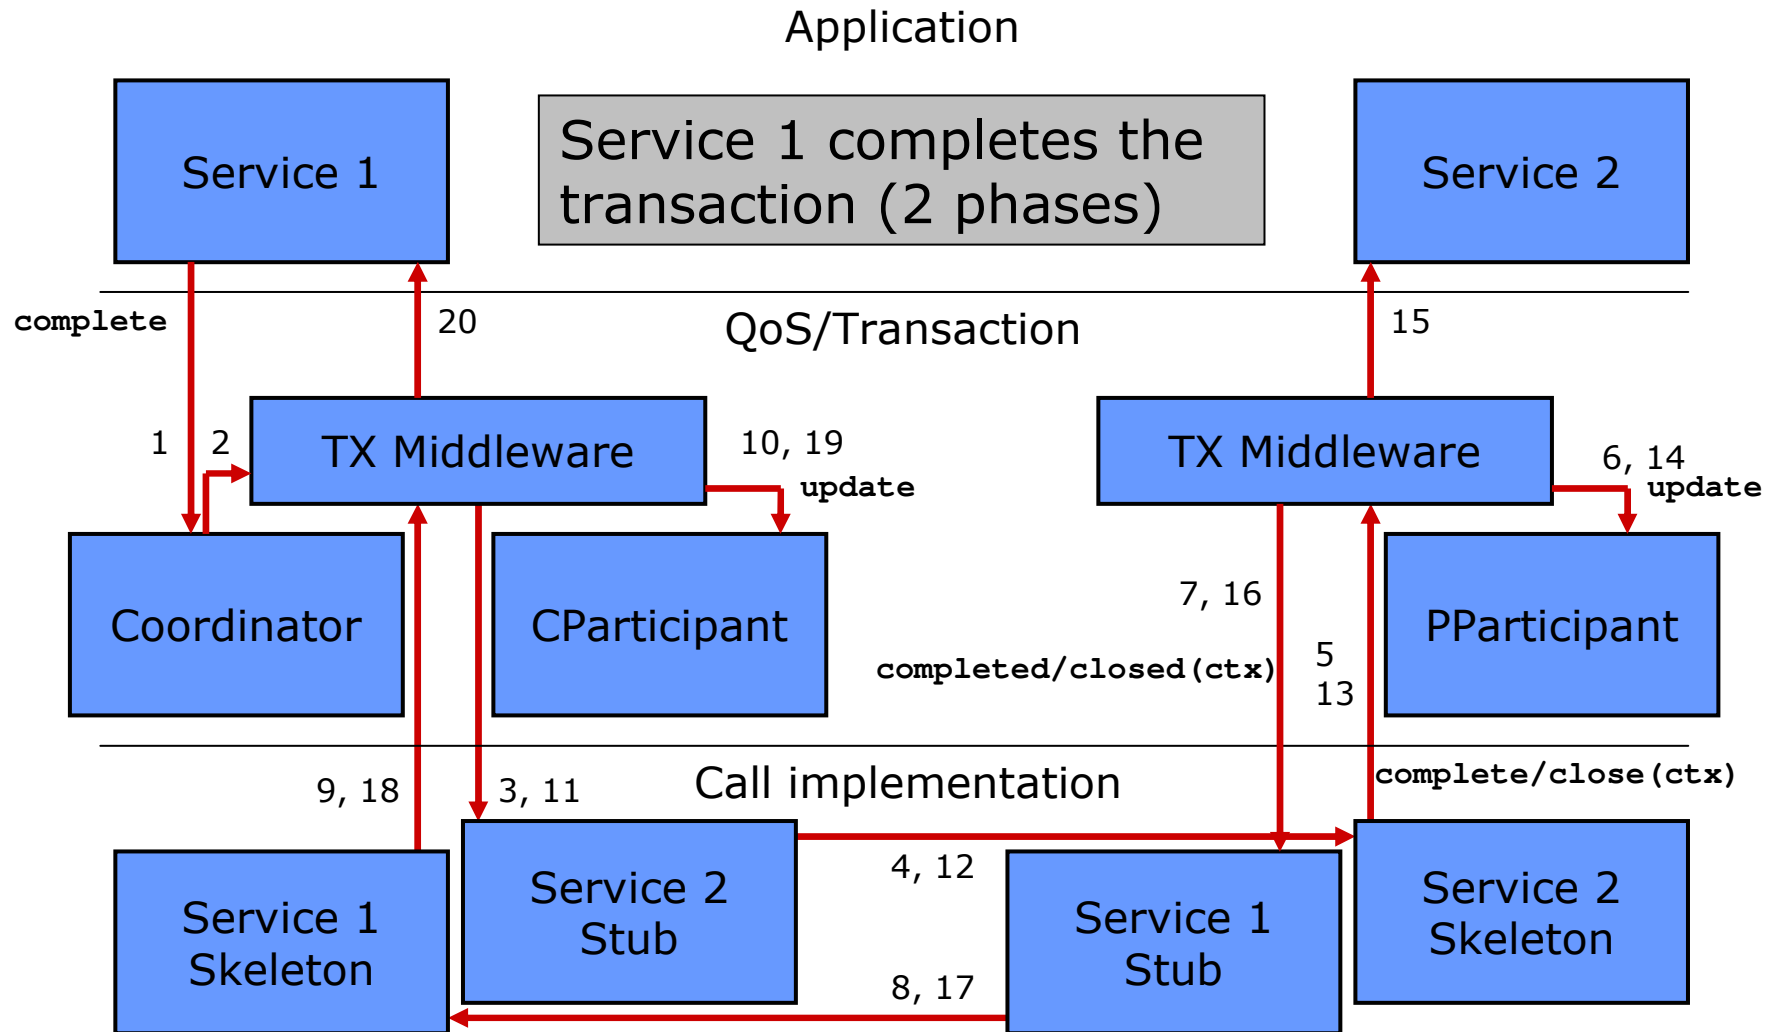 Application
Service 1
Service 1 completes the
transaction (2 phases)
Service 2
complete
20
QoS/Transaction
15
1
2
TX Middleware
10, 19
update
TX Middleware
6, 14
update
Coordinator
CParticipant
7, 16
PParticipant
completed/closed(ctx)
5
13
9, 18
3, 11
Call implementation
complete/close(ctx)
Service 1
Skeleton
Service 2
Stub
4, 12
Service 1
Stub
Service 2
Skeleton
8, 17